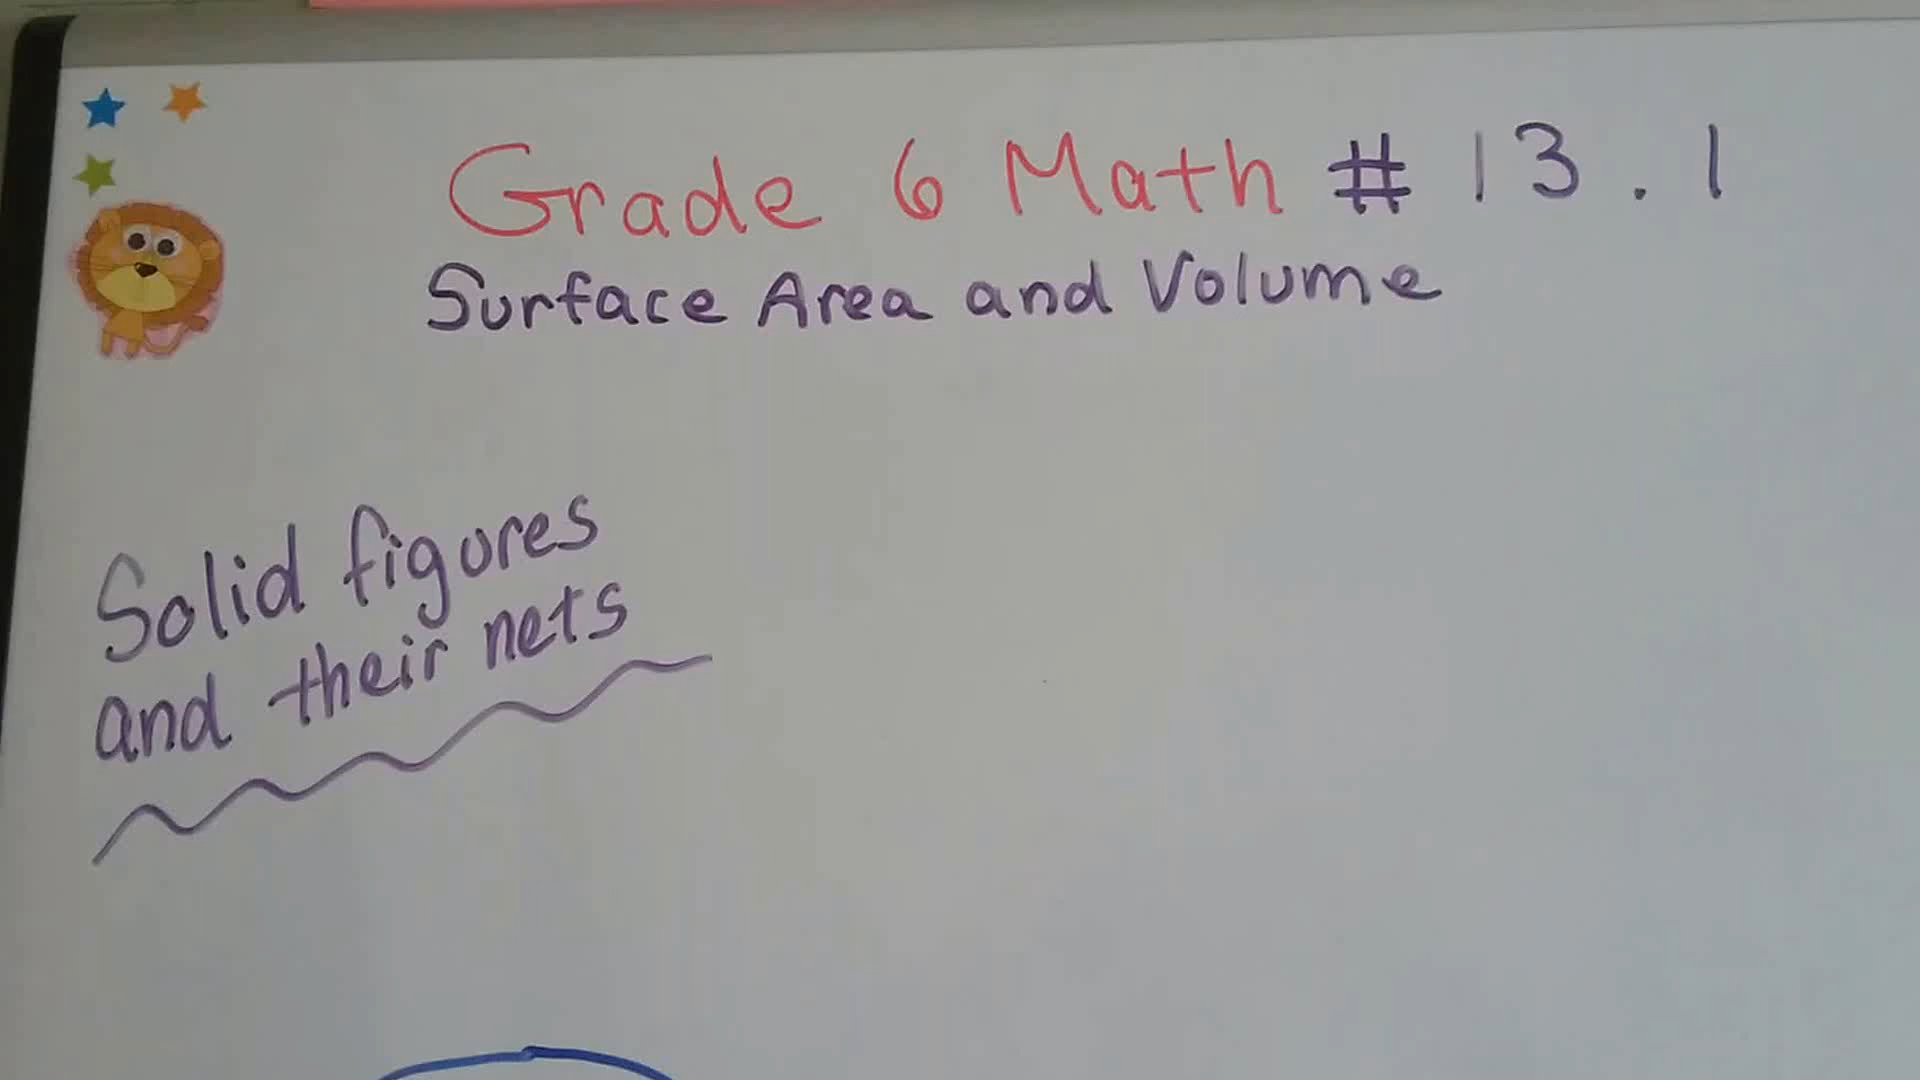 Grade 6 Math # 13.1
Surface Area and Volume
Solid figures
and their nets